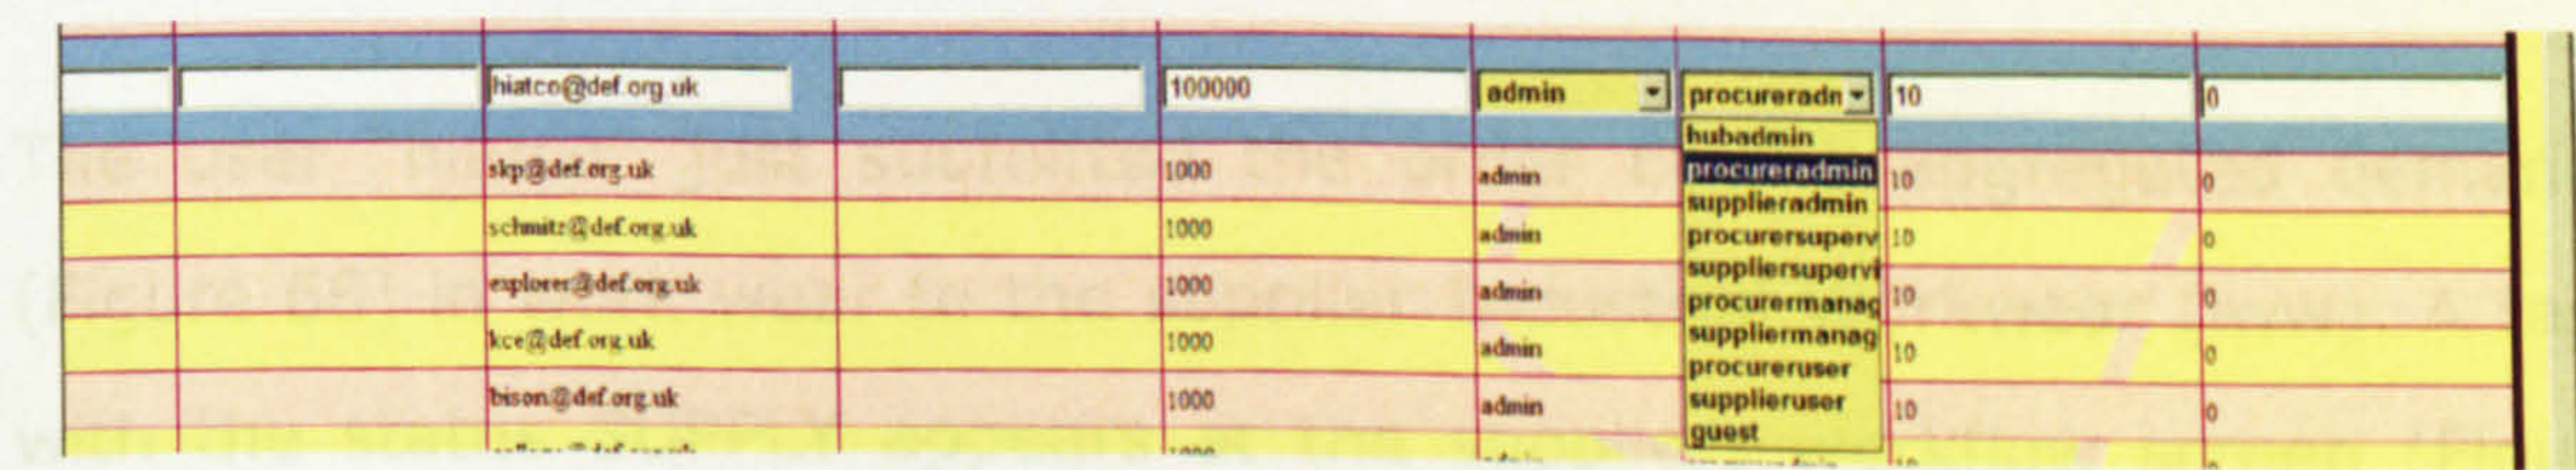 hiatco@def.org.uk 100000 admin procureradn 10 0
hubadmin
skp@def.org.uk 1000 admin procureradmin 10 0
supplieradmin
schmitz@def.org.uk 1000 admin procurersuperv 10 0
suppliersupervi
explorer@def.org.uk 1000 admin procurermanag 10 0
suppliermanag
kce@def.org.uk 1000 admin procureruser 10 0
supplieruser
bison@def.org.uk 1000 admin 10 0
guest